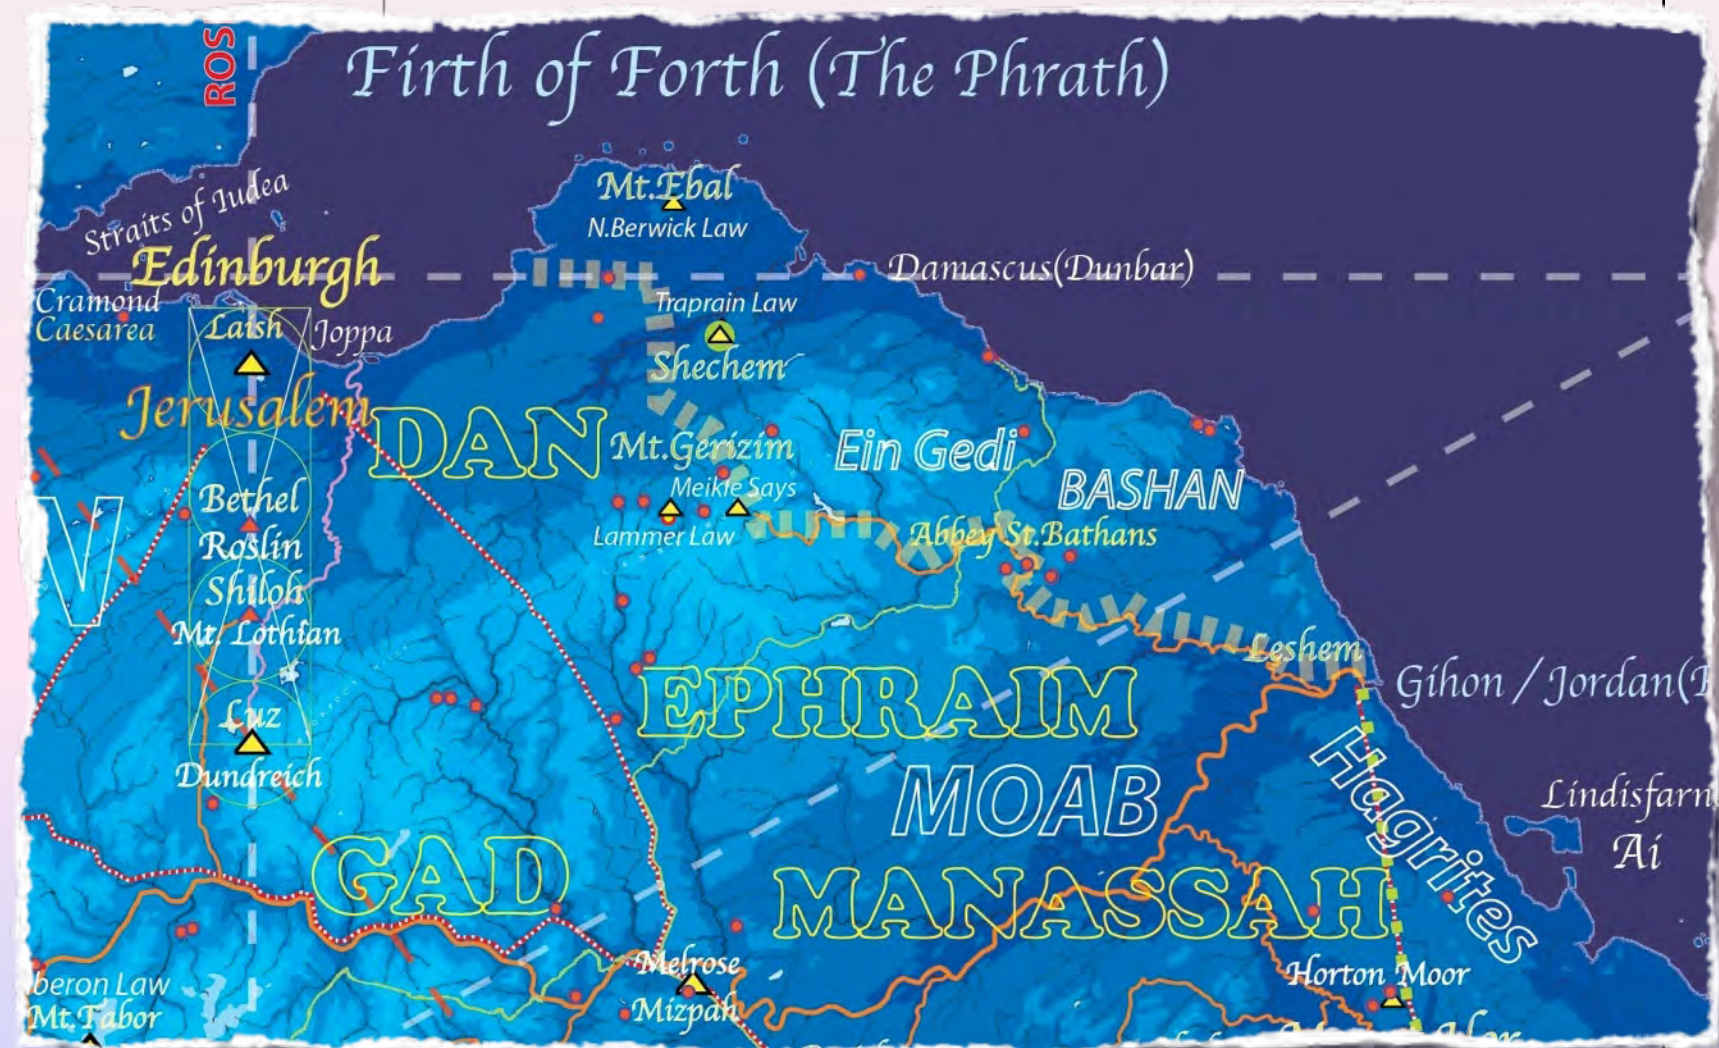 ROS
Firth of Forth (The Phrath)
Straits of Iudea
Mt.Ebal
N.Berwick Law
Edinburgh
Damascus(Dunbar)
Cramond
Caesarea
Laish
Joppa
Traprain Law
Shechem
Jerusalem
DAN
Mt.Gerizim
Ein Gedi
BASHAN
Meikle Says
Lammer Law
Abbey St.Bathans
Bethel
Roslin
Shiloh
Mt. Lothian
Leshem
EPHRAIM
Gihon / Jordan(
Luz
Dundreich
MOAB
Hagrites
Lindisfarn
Ai
GAD
MANASSAH
Melrose
Mizpah
Horton Moor
beron Law
Mt.Tabor